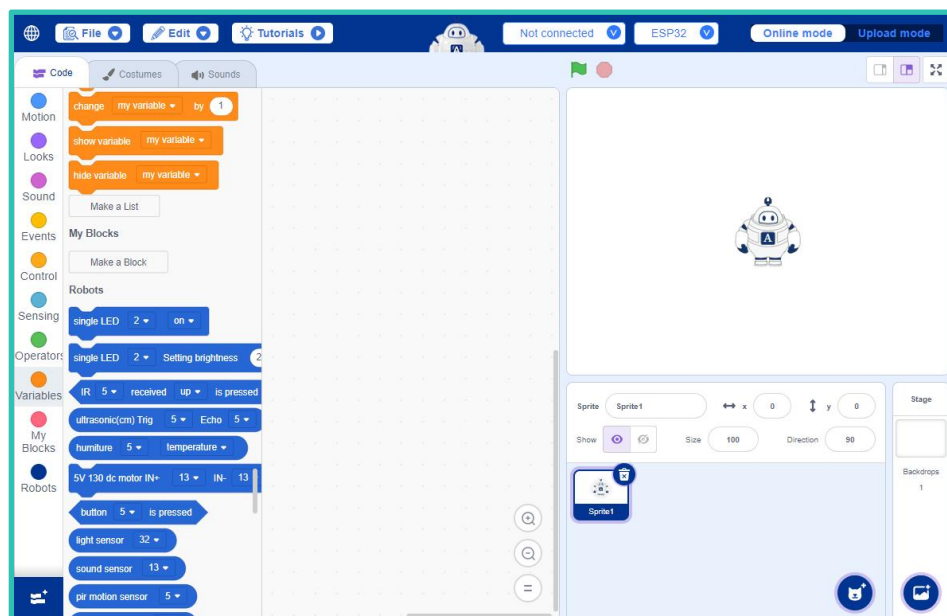 File Edit Tutorials Not connected ESP32 Online mode Upload mode
A
Code Costumes Sounds
Motion
Looks
Sound
Events
Control
Sensing
Operators
Variables
My
Blocks
Robots
change my variable by 1
show variable my variable
hide variable my variable
Make a List
My Blocks
Make a Block
Robots
single LED 2 on
single LED 2 Setting brightness 2
IR 5 received up is pressed
ultrasonic(cm) Trig 5 Echo 5
humiture 5 temperature
5V 130 dc motor IN+ 13 IN- 13
button 5 is pressed
light sensor 32
sound sensor 13
pir motion sensor 5
A
Sprite Sprite1 x 0 y 0
Show Size 100 Direction 90
Sprite1
Stage
Backdrops
1